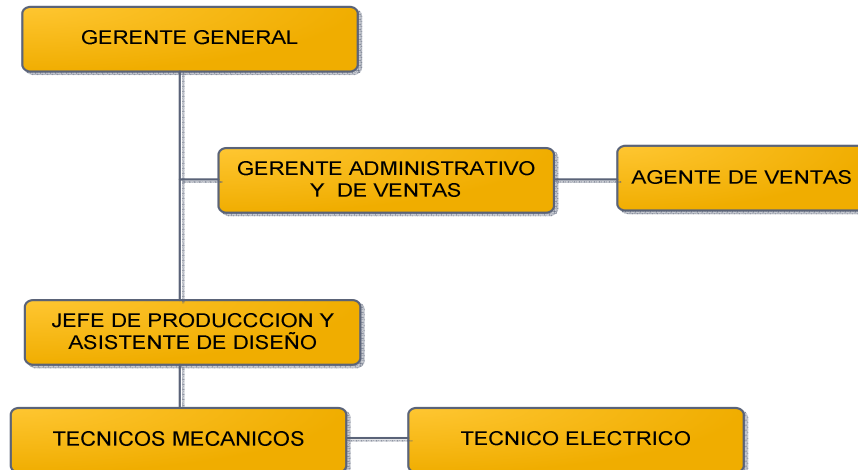 GERENTE GENERAL
GERENTE ADMINISTRATIVO
Y DE VENTAS
AGENTE DE VENTAS
JEFE DE PRODUCCCION Y
ASISTENTE DE DISEÑO
TECNICOS MECANICOS
TECNICO ELECTRICO